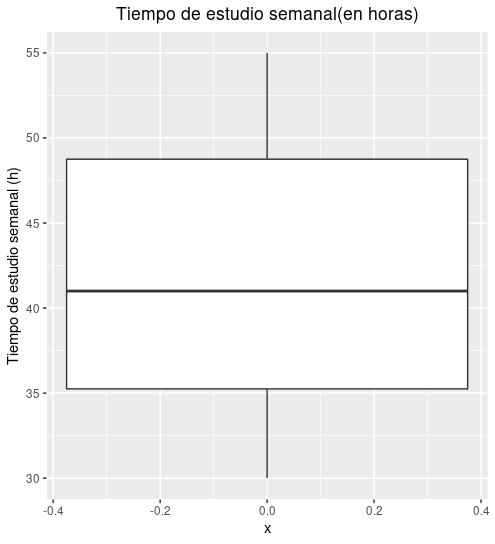 Tiempo de estudio semanal(en horas)
Tiempo de estudio semanal (h)
55
50
45
40
35
30
-0.4 -0.2 0.0 0.2 0.4
x